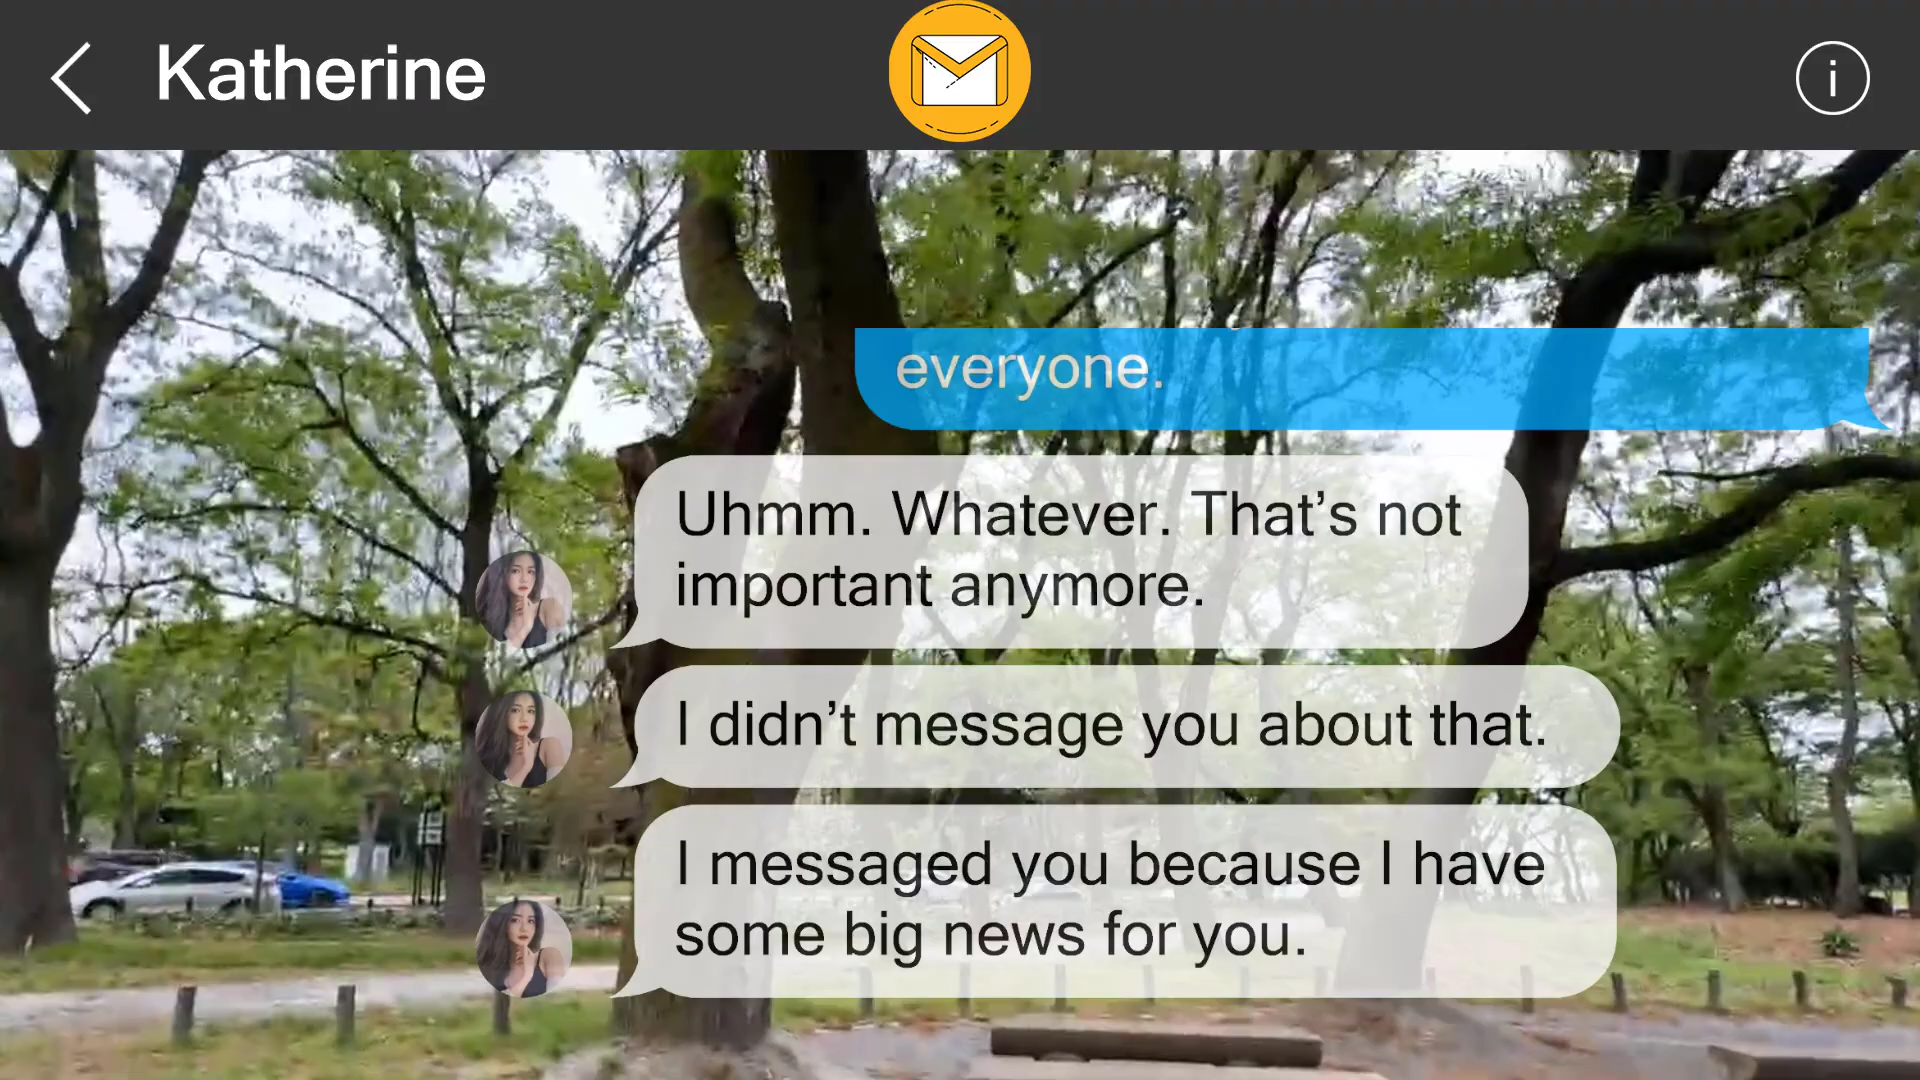 Katherine
i
everyone.
Uhmm. Whatever. That’s not
important anymore.
I didn’t message you about that.
I messaged you because I have
some big news for you.